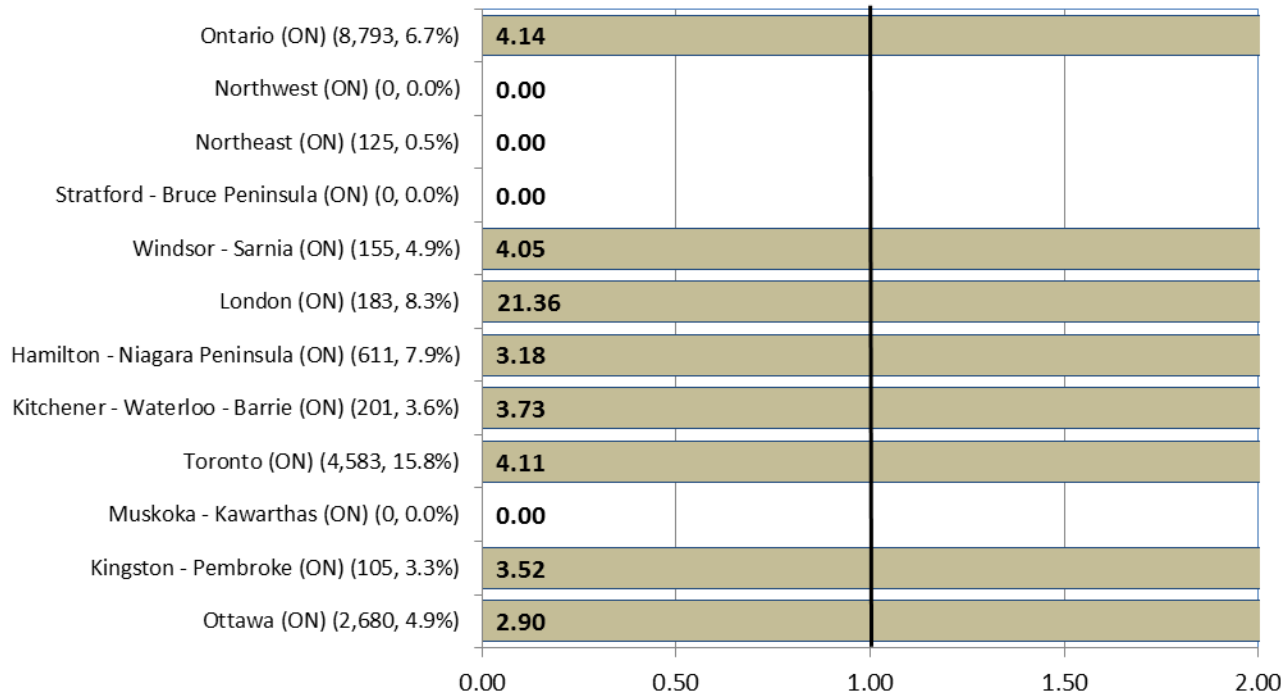 Ontario (ON) (8,793, 6.7%) 4.14
Northwest (ON) (0, 0.0%) 0.00
Northeast (ON) (125, 0.5%) 0.00
Stratford - Bruce Peninsula (ON) (0, 0.0%) 0.00
Windsor - Sarnia (ON) (155, 4.9%) 4.05
London (ON) (183, 8.3%) 21.36
Hamilton - Niagara Peninsula (ON) (611, 7.9%) 3.18
Kitchener - Waterloo - Barrie (ON) (201, 3.6%) 3.73
Toronto (ON) (4,583, 15.8%) 4.11
Muskoka - Kawarthas (ON) (0, 0.0%) 0.00
Kingston - Pembroke (ON) (105, 3.3%) 3.52
Ottawa (ON) (2,680, 4.9%) 2.90
0.00 0.50 1.00 1.50 2.00